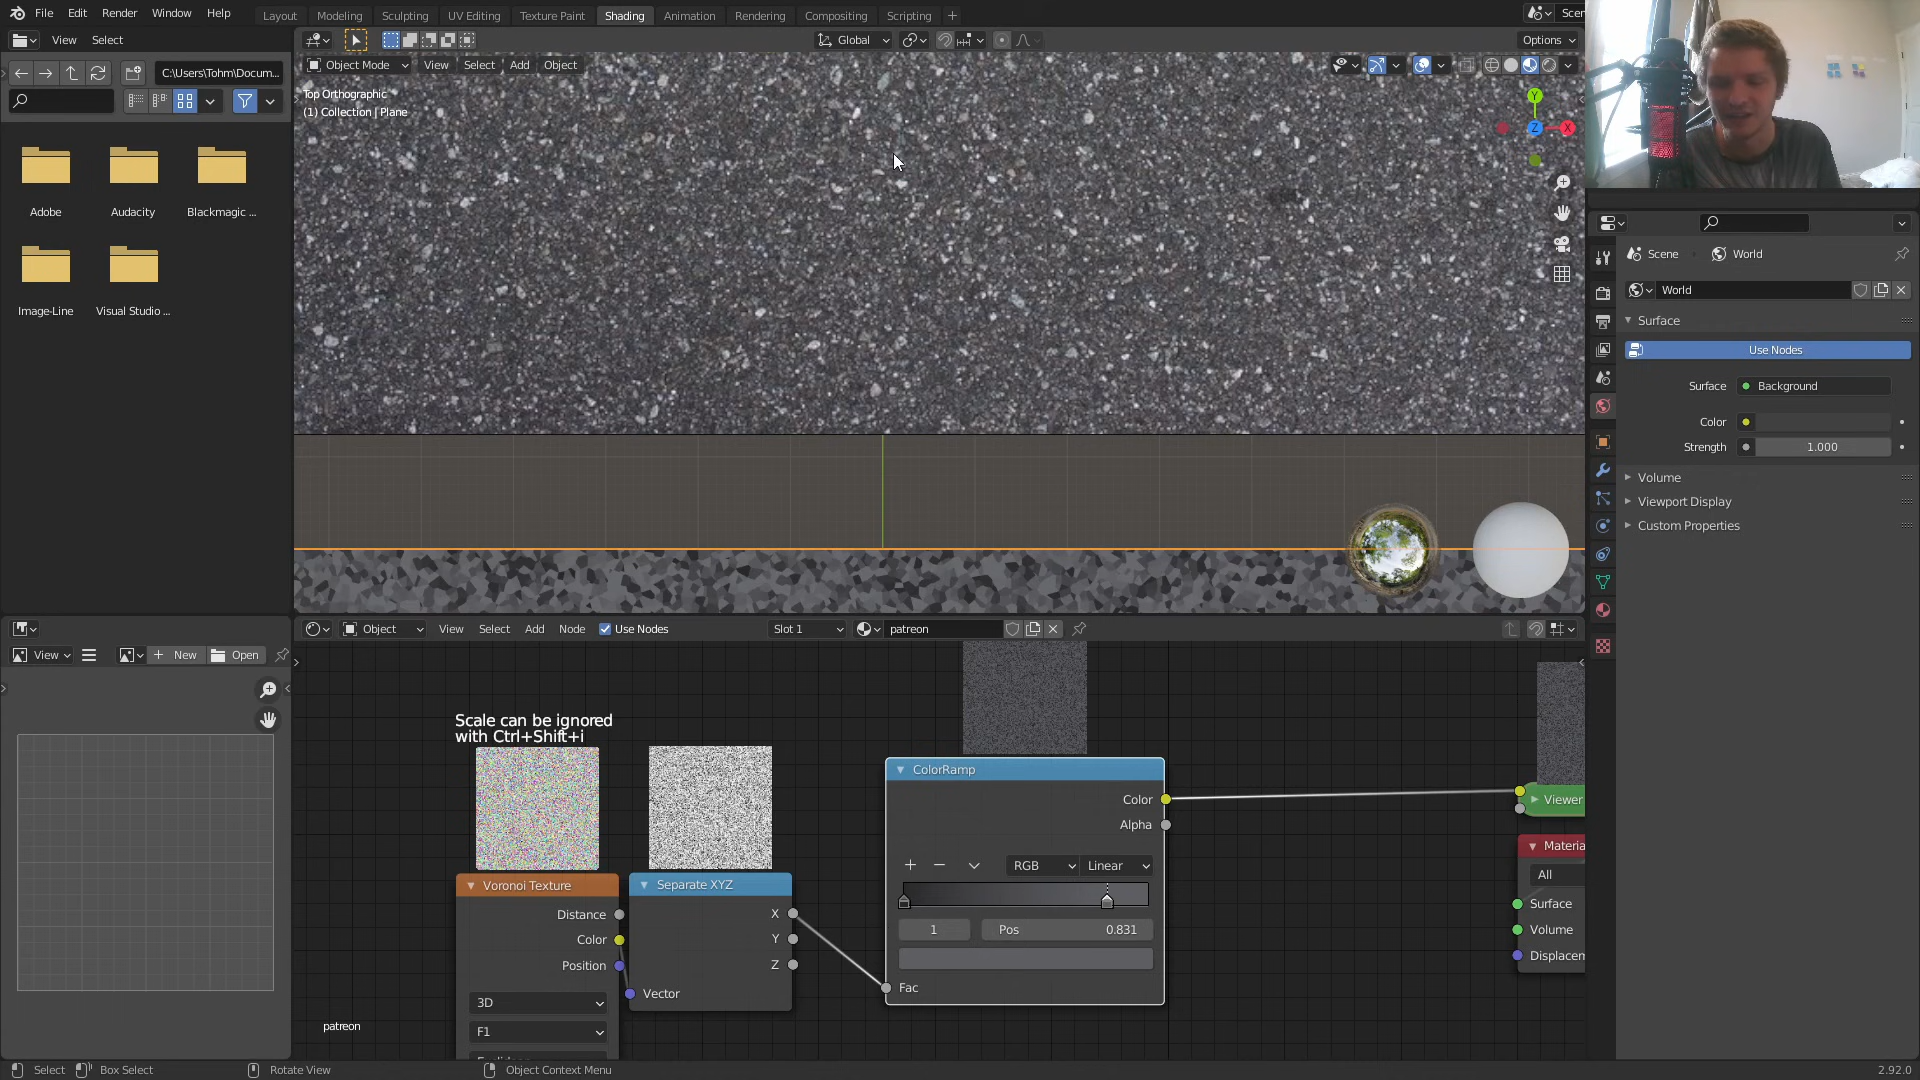 File Edit Render Window Help Layout Modeling Sculpting UV Editing Texture Paint Shading Animation Rendering Compositing Scripting + Scen
View Select Global Options
C:\Users\Tohm\Docum... Object Mode View Select Add Object
Top Orthographic
(1) Collection | Plane
Y
Z X
Adobe Audacity Blackmagic ...
Image-Line Visual Studio ...
Scene World
World
Surface
Use Nodes
Surface Background
Color
Strength 1.000
Volume
Viewport Display
Custom Properties
Object View Select Add Node Use Nodes Slot 1 patreon
View New Open
Scale can be ignored
with Ctrl+Shift+i
ColorRamp
Color
Alpha
RGB Linear
1 Pos 0.831
Fac
Voronoi Texture
Distance
Color
Position
3D
F1
Separate XYZ
X
Y
Z
Vector
Viewer
Materia
All
Surface
Volume
Displacem
patreon
Select Box Select Rotate View Object Context Menu 2.92.0